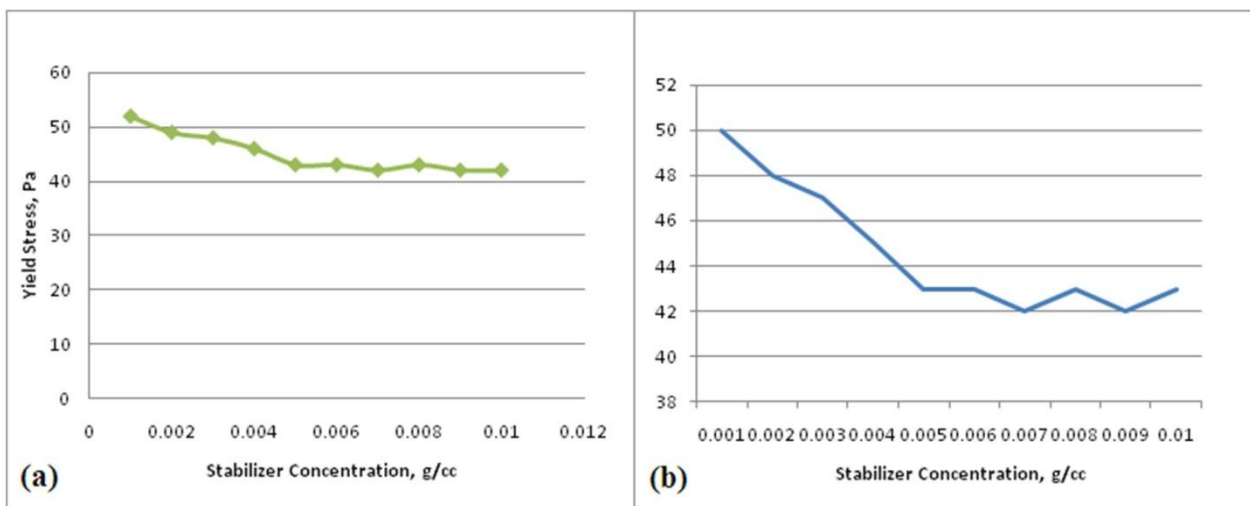 60
50
40
30
20
10
0
Yield Stress, Pa
0 0.002 0.004 0.006 0.008 0.01 0.012
Stabilizer Concentration, g/cc
(a)
52
50
48
46
44
42
40
38
0.001 0.002 0.003 0.004 0.005 0.006 0.007 0.008 0.009 0.01
Stabilizer Concentration, g/cc
(b)